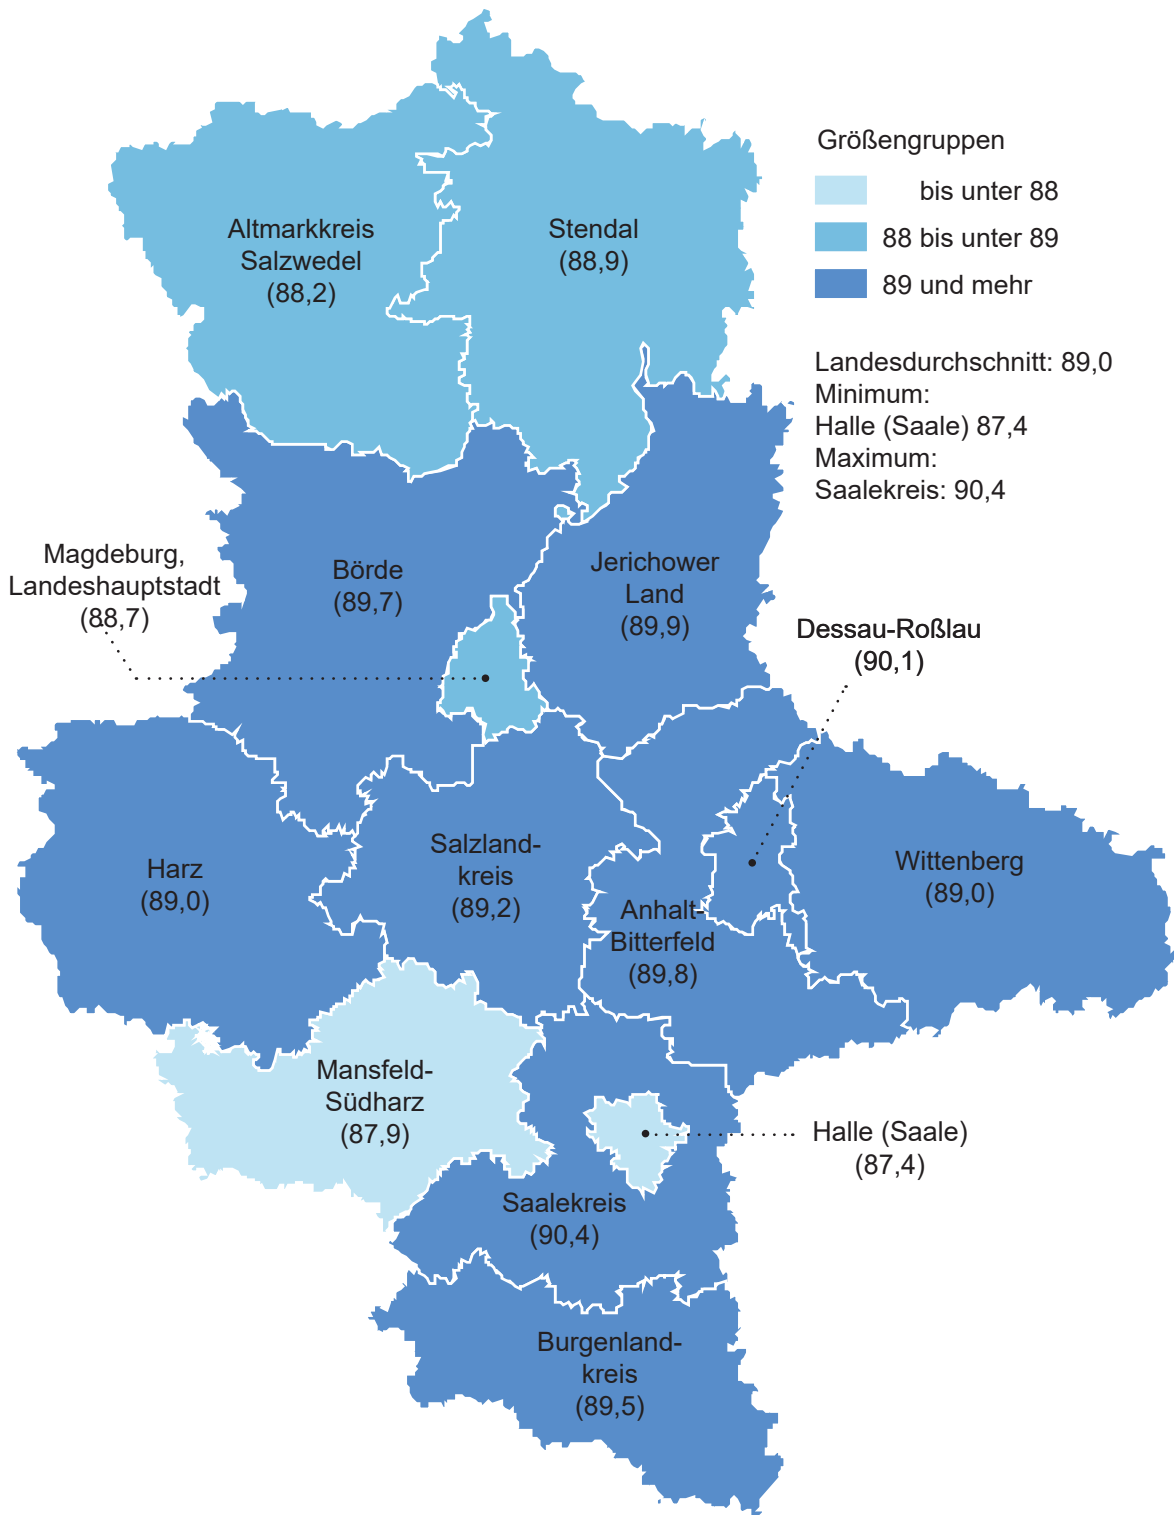 Größengruppen
bis unter 88
88 bis unter 89
89 und mehr
Landesdurchschnitt: 89,0
Minimum:
Halle (Saale) 87,4
Maximum:
Saalekreis: 90,4
Altmarkkreis
Salzwedel
(88,2)
Stendal
(88,9)
Magdeburg,
Landeshauptstadt
(88,7)
Börde
(89,7)
Jerichower
Land
(89,9)
Dessau-Roßlau
(90,1)
Harz
(89,0)
Salzland-
kreis
(89,2)
Anhalt-
Bitterfeld
(89,8)
Wittenberg
(89,0)
Mansfeld-
Südharz
(87,9)
Halle (Saale)
(87,4)
Saalekreis
(90,4)
Burgenland-
kreis
(89,5)